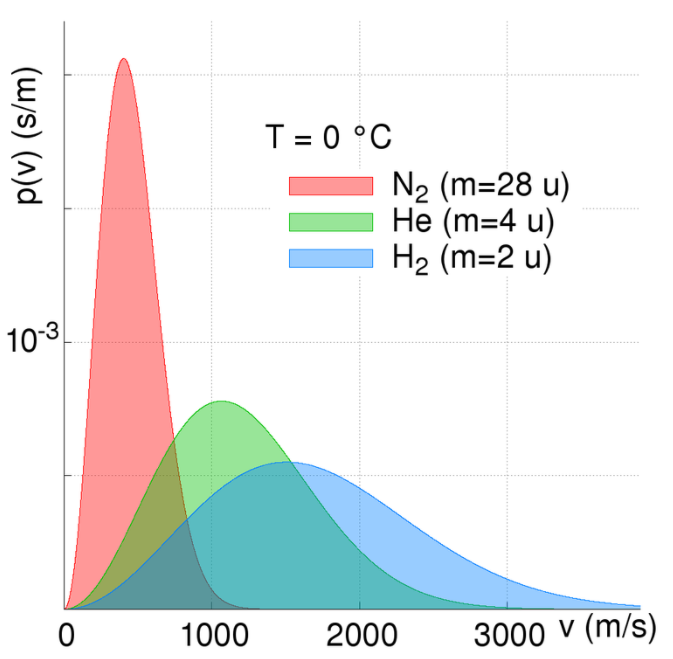 p(v) (s/m)
T = 0 °C
N₂ (m=28 u)
He (m=4 u)
H₂ (m=2 u)
10⁻³
0 1000 2000 3000 v (m/s)